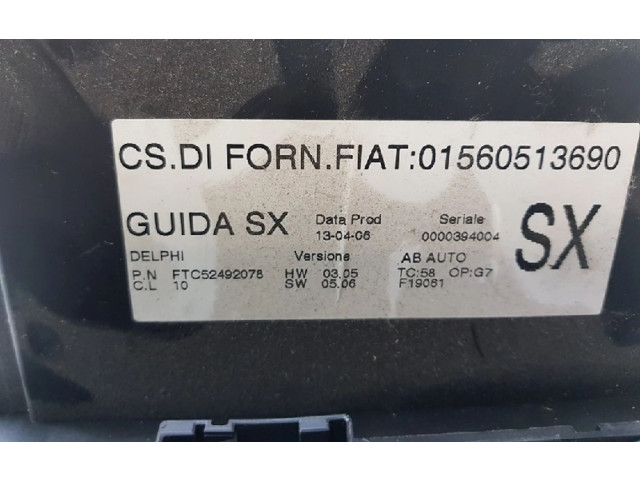 CS.DI FORN.FIAT:01560513690
GUIDA SX Data Prod Seriale SX
13-04-06 0000394004
DELPHI Versione AB AUTO
P.N FTC52492078 HW 03.05 TC:58 OP:G7
C.L 10 SW 05.06 F19061